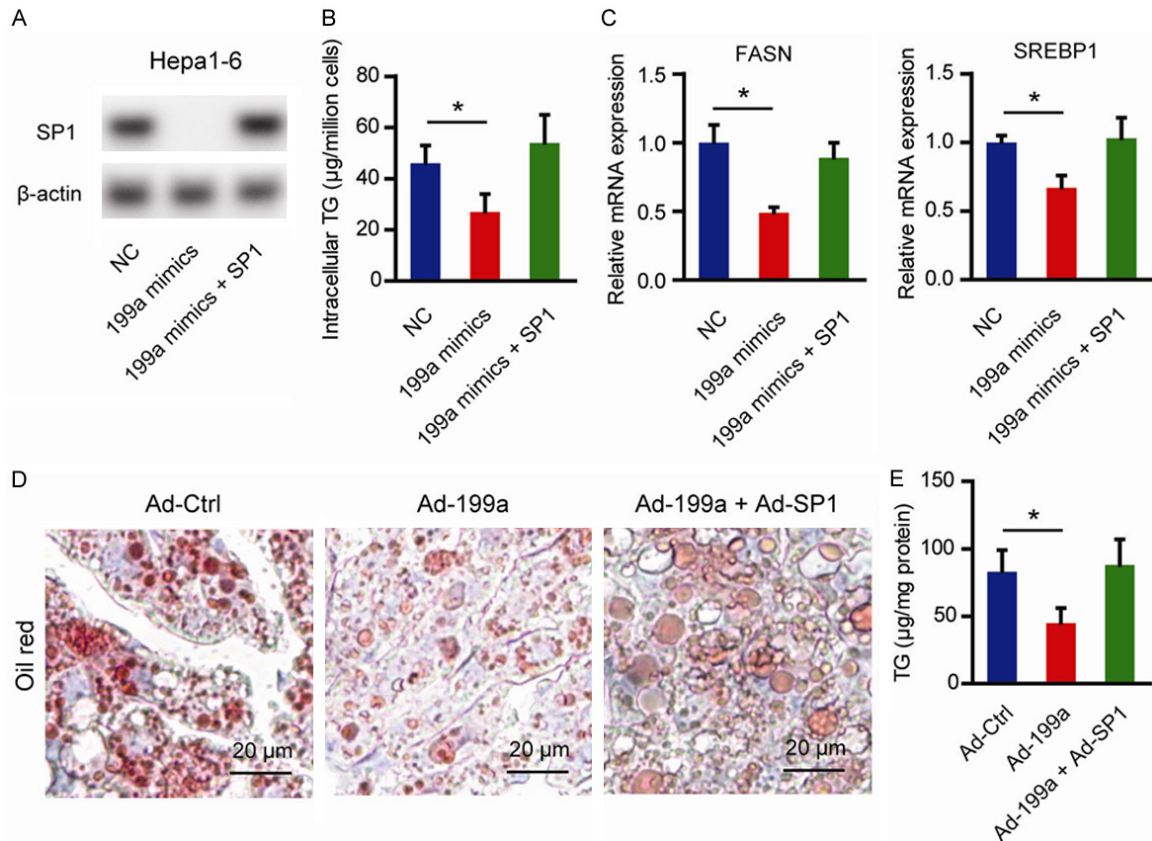 A
Hepa1-6
SP1
β-actin
NC
199a mimics
199a mimics + SP1
B
Intracellular TG (µg/million cells)
80
60
40
20
0
*
NC
199a mimics
199a mimics + SP1
C
FASN
Relative mRNA expression
1.5
1.0
0.5
0.0
*
NC
199a mimics
199a mimics + SP1
SREBP1
Relative mRNA expression
1.5
1.0
0.5
0.0
*
NC
199a mimics
199a mimics + SP1
D
Ad-Ctrl
Ad-199a
Ad-199a + Ad-SP1
Oil red
20 µm
20 µm
20 µm
E
TG (µg/mg protein)
150
100
50
0
*
Ad-Ctrl
Ad-199a
Ad-199a + Ad-SP1